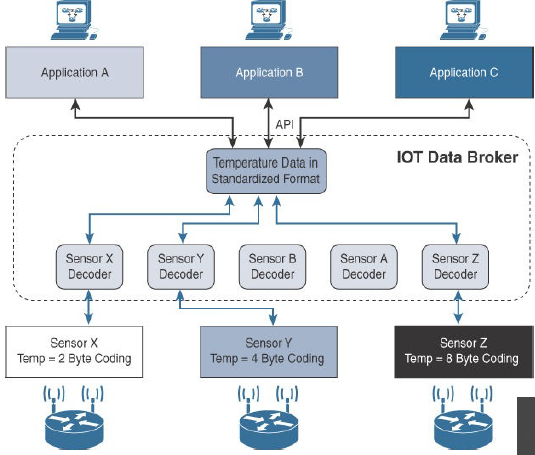 Application A
Application B
Application C
API
IOT Data Broker
Temperature Data in
Standardized Format
Sensor X
Decoder
Sensor Y
Decoder
Sensor B
Decoder
Sensor A
Decoder
Sensor Z
Decoder
Sensor X
Temp = 2 Byte Coding
Sensor Y
Temp = 4 Byte Coding
Sensor Z
Temp = 8 Byte Coding